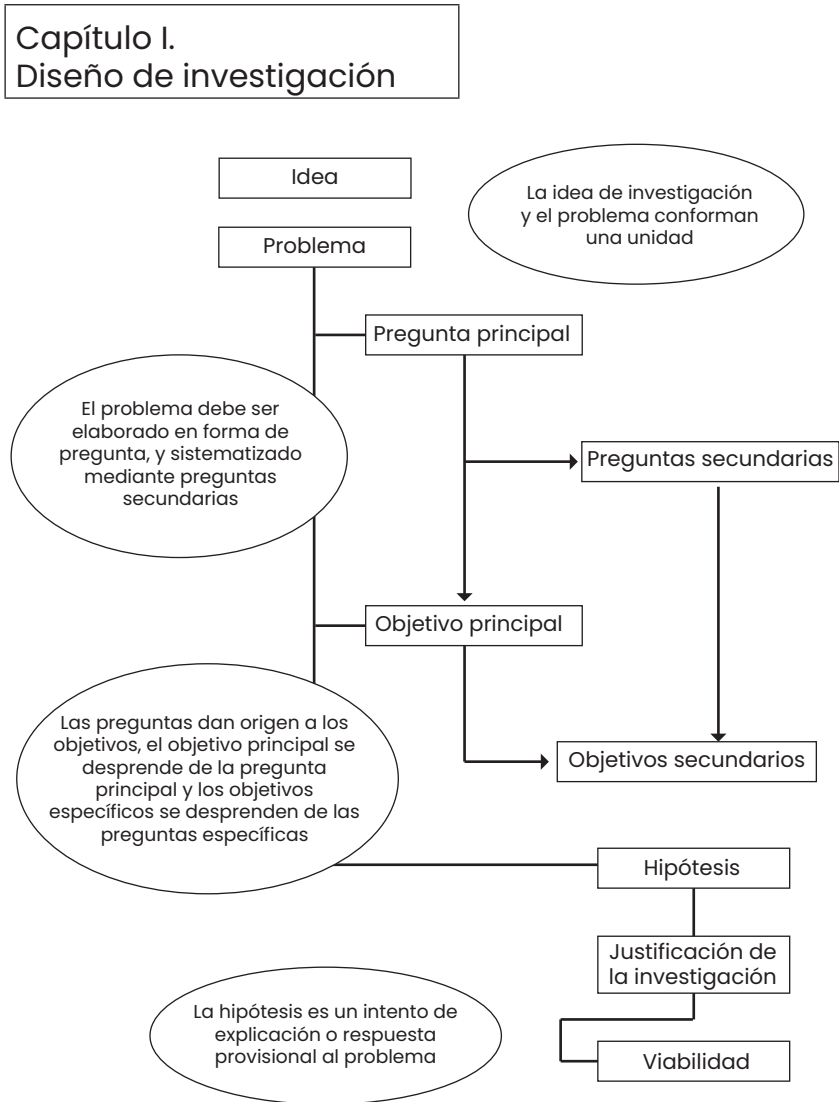 Capítulo I.
Diseño de investigación
Idea
La idea de investigación
y el problema conforman
una unidad
Problema
Pregunta principal
El problema debe ser
elaborado en forma de
pregunta, y sistematizado
mediante preguntas
secundarias
Preguntas secundarias
Objetivo principal
Las preguntas dan origen a los
objetivos, el objetivo principal se
desprende de la pregunta
principal y los objetivos
específicos se desprenden de las
preguntas específicas
Objetivos secundarios
Hipótesis
Justificación de
la investigación
La hipótesis es un intento de
explicación o respuesta
provisional al problema
Viabilidad